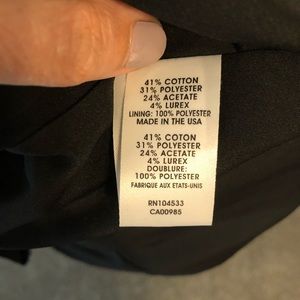 41% COTTON
31% POLYESTER
24% ACETATE
4% LUREX
LINING: 100% POLYESTER
MADE IN THE USA
41% COTON
31% POLYESTER
24% ACETATE
4% LUREX
DOUBLURE:
100% POLYESTER
FABRIQUE AUX ETATS-UNIS
RN104533
CA00985